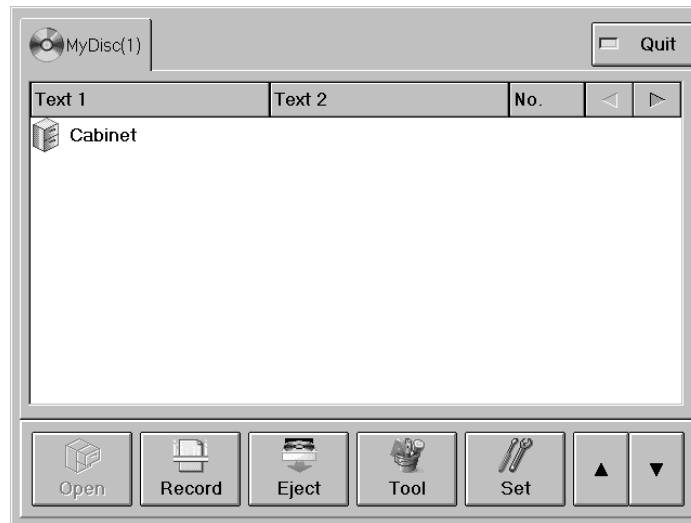 MyDisc(1)
Quit
Text 1 Text 2 No.
Cabinet
Open Record Eject Tool Set